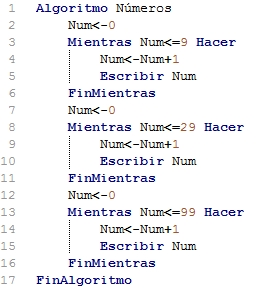 1 Algoritmo Números
2 Num<-0
3 Mientras Num<=9 Hacer
4 Num<-Num+1
5 Escribir Num
6 FinMientras
7 Num<-0
8 Mientras Num<=29 Hacer
9 Num<-Num+1
10 Escribir Num
11 FinMientras
12 Num<-0
13 Mientras Num<=99 Hacer
14 Num<-Num+1
15 Escribir Num
16 FinMientras
17 FinAlgoritmo